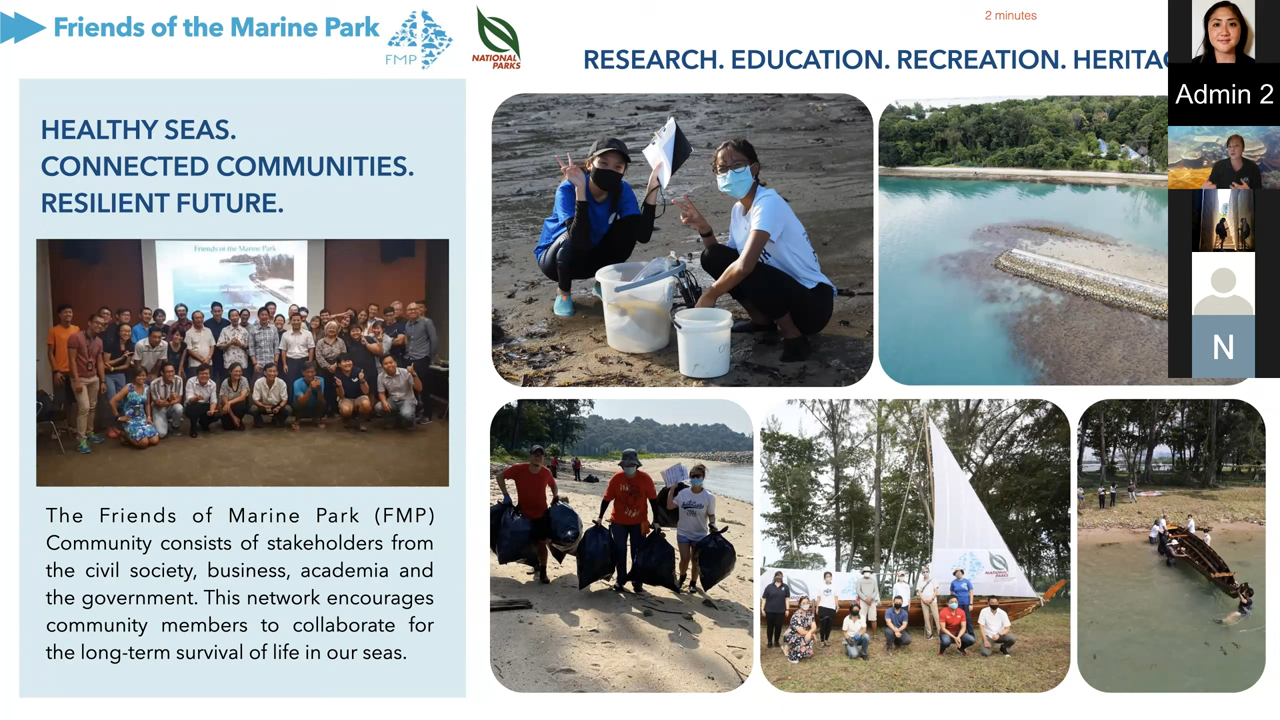 Friends of the Marine Park
FMP
NATIONAL
PARKS
2 minutes
RESEARCH. EDUCATION. RECREATION. HERITAG
Admin 2
HEALTHY SEAS.
CONNECTED COMMUNITIES.
RESILIENT FUTURE.
Friends of the Marine Park
N
The Friends of Marine Park (FMP)
Community consists of stakeholders from
the civil society, business, academia and
the government. This network encourages
community members to collaborate for
the long-term survival of life in our seas.
NATIONAL
PARKS